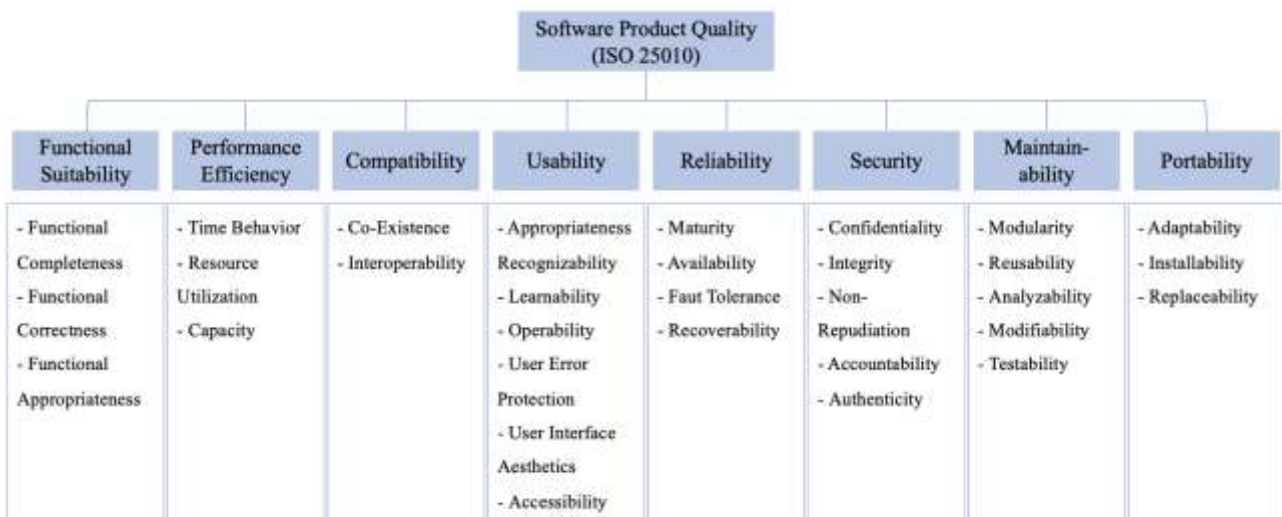 Software Product Quality
(ISO 25010)
Functional
Suitability
Performance
Efficiency
Compatibility
Usability
Reliability
Security
Maintain-
ability
Portability
- Functional
Completeness
- Functional
Correctness
- Functional
Appropriateness
- Time Behavior
- Resource
Utilization
- Capacity
- Co-Existence
- Interoperability
- Appropriateness
Recognizability
- Learnability
- Operability
- User Error
Protection
- User Interface
Aesthetics
- Accessibility
- Maturity
- Availability
- Faut Tolerance
- Recoverability
- Confidentiality
- Integrity
- Non-
Repudiation
- Accountability
- Authenticity
- Modularity
- Reusability
- Analyzability
- Modifiability
- Testability
- Adaptability
- Installability
- Replaceability